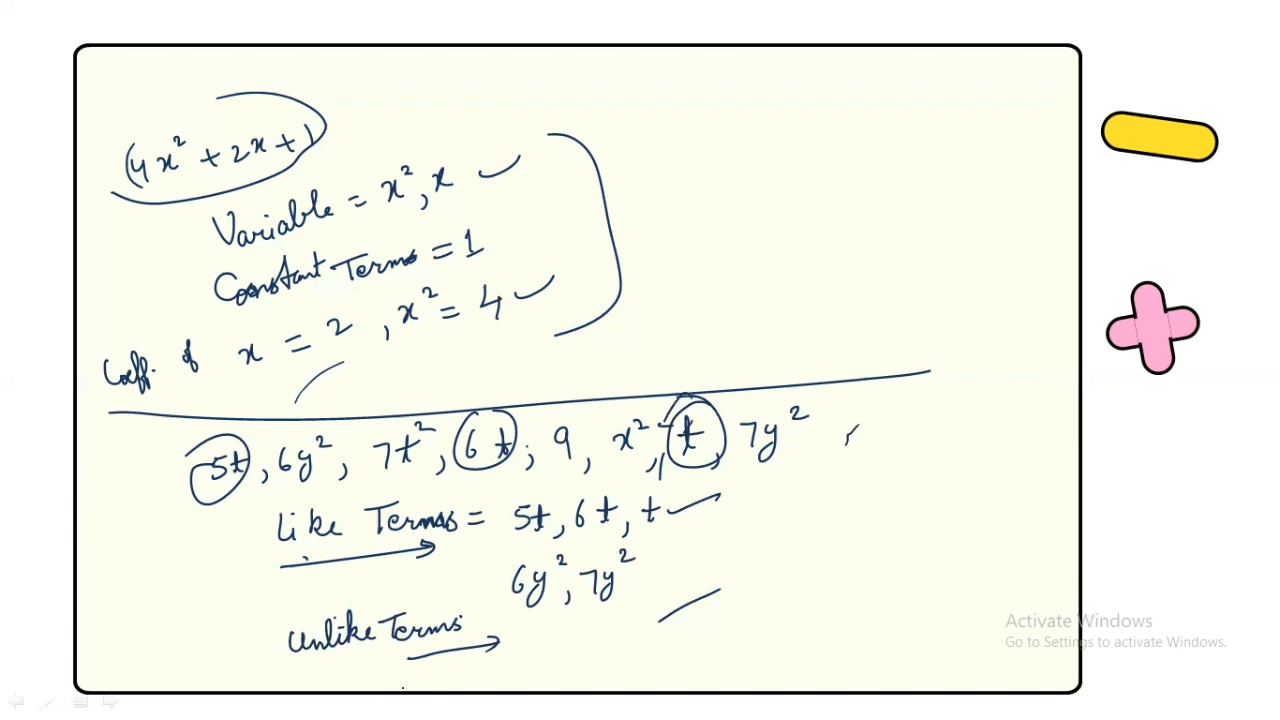 (4x² + 2x + 1)
Variable = x², x
Constant Terms = 1
Coeff. of x = 2, x² = 4
5t, 6y², 7t², 6t, 9, x², t, 7y²
Like Terms = 5t, 6t, t
6y², 7y²
Unlike Terms
Activate Windows
Go to Settings to activate Windows.